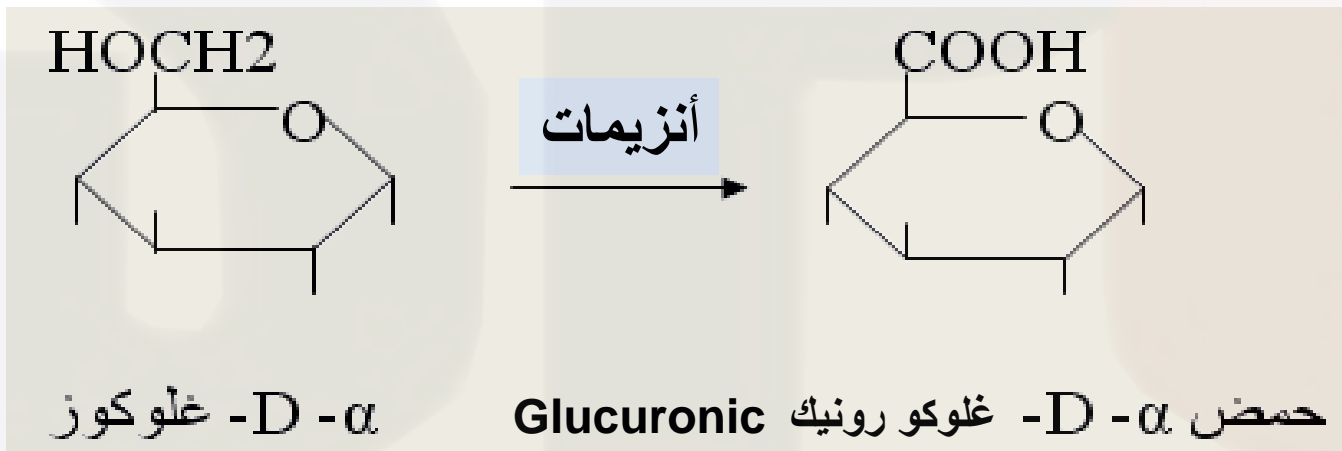 HOCH2
O
أنزيمات
COOH
O
α- D- غلوكوز
حمض α- D- غلوكو رونيك Glucuronic